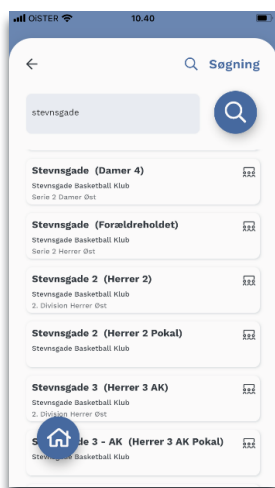 OiSTER
10.40
Søgning
stevnsgade
Stevnsgade (Damer 4)
Stevnsgade Basketball Klub
Serie 2 Damer Øst
Stevnsgade (Forældreholdet)
Stevnsgade Basketball Klub
Serie 2 Herrer Øst
Stevnsgade 2 (Herrer 2)
Stevnsgade Basketball Klub
2. Division Herrer Øst
Stevnsgade 2 (Herrer 2 Pokal)
Stevnsgade Basketball Klub
Stevnsgade 3 (Herrer 3 AK)
Stevnsgade Basketball Klub
2. Division Herrer Øst
3 - AK (Herrer 3 AK Pokal)
Basketball Klub